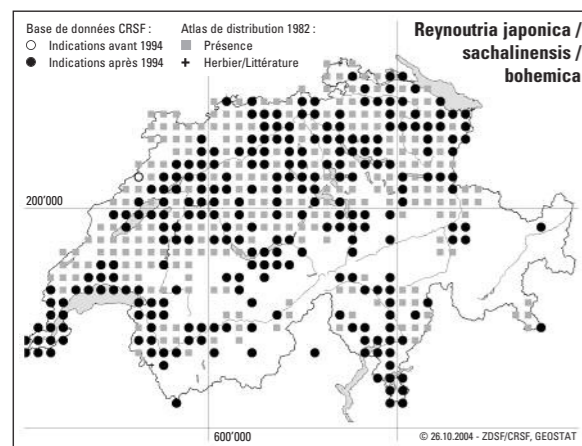 Base de données CRSF :
○ Indications avant 1994
● Indications après 1994
Atlas de distribution 1982 :
■ Présence
+ Herbier/Littérature
Reynoutria japonica /
sachalinensis /
bohemica
200'000
600'000
© 26.10.2004 - ZDSF/CRSF, GEOSTAT